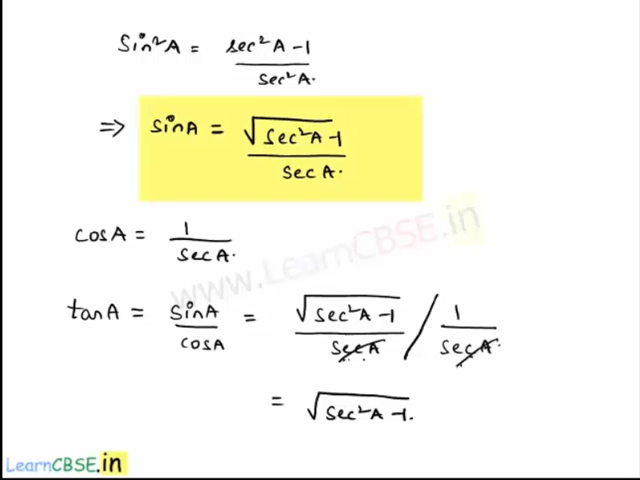 Sin²A = sec²A-1 / sec²A.
⇒ sinA = √sec²A-1 / secA.
cosA = 1 / secA.
www.LearnCBSE.in
tanA = sinA / cosA = √sec²A-1 / secA / 1 / secA.
= √sec²A-1.
LearnCBSE.in